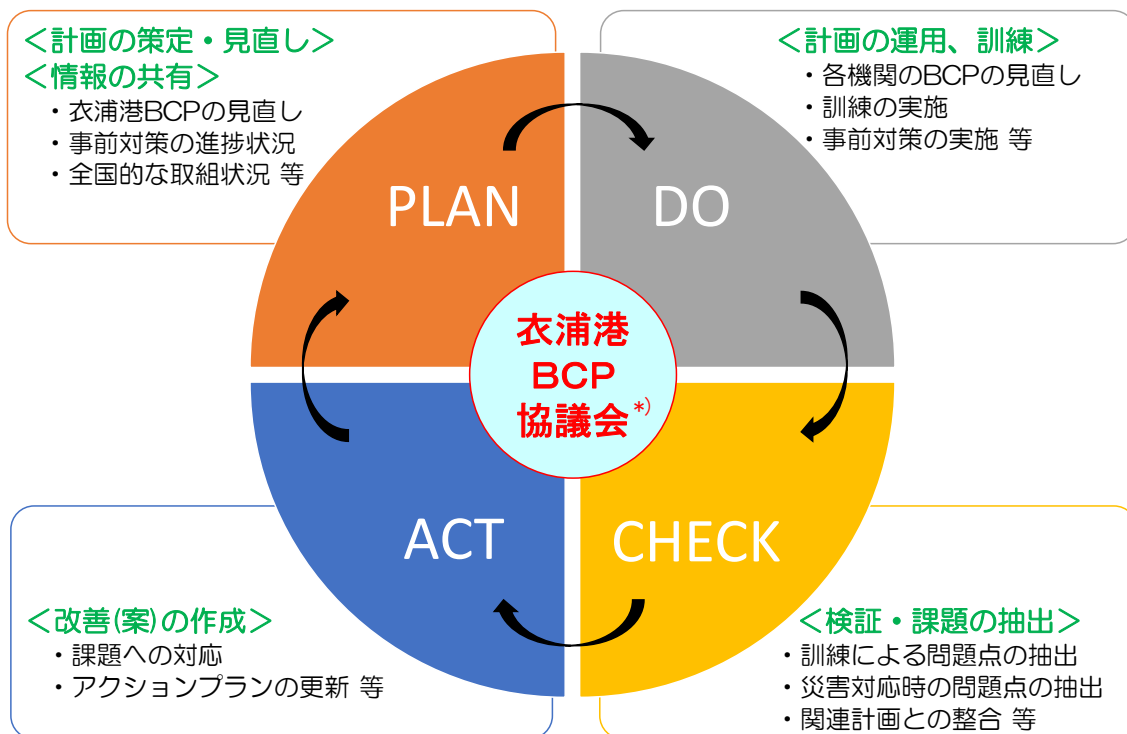 ＜計画の策定・見直し＞
＜情報の共有＞
・衣浦港BCPの見直し
・事前対策の進捗状況
・全国的な取組状況 等
＜計画の運用、訓練＞
・各機関のBCPの見直し
・訓練の実施
・事前対策の実施 等
PLAN
DO
衣浦港
BCP
協議会*)
ACT
CHECK
＜改善(案)の作成＞
・課題への対応
・アクションプランの更新 等
＜検証・課題の抽出＞
・訓練による問題点の抽出
・災害対応時の問題点の抽出
・関連計画との整合 等